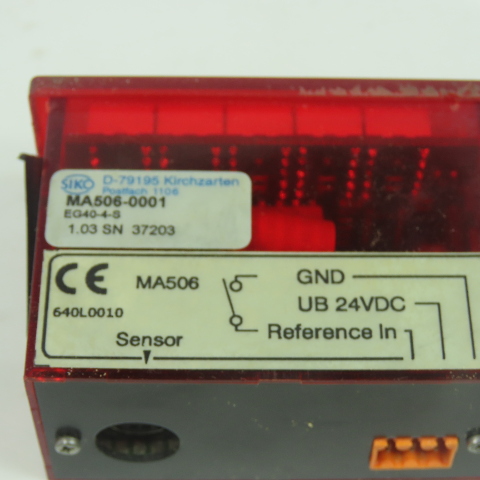 SIKO D-79195 Kirchzarten
Postfach 1106
MA506-0001
EG40-4-S
1.03 SN 37203
CE MA506 GND
UB 24VDC
640L0010
Reference In
Sensor